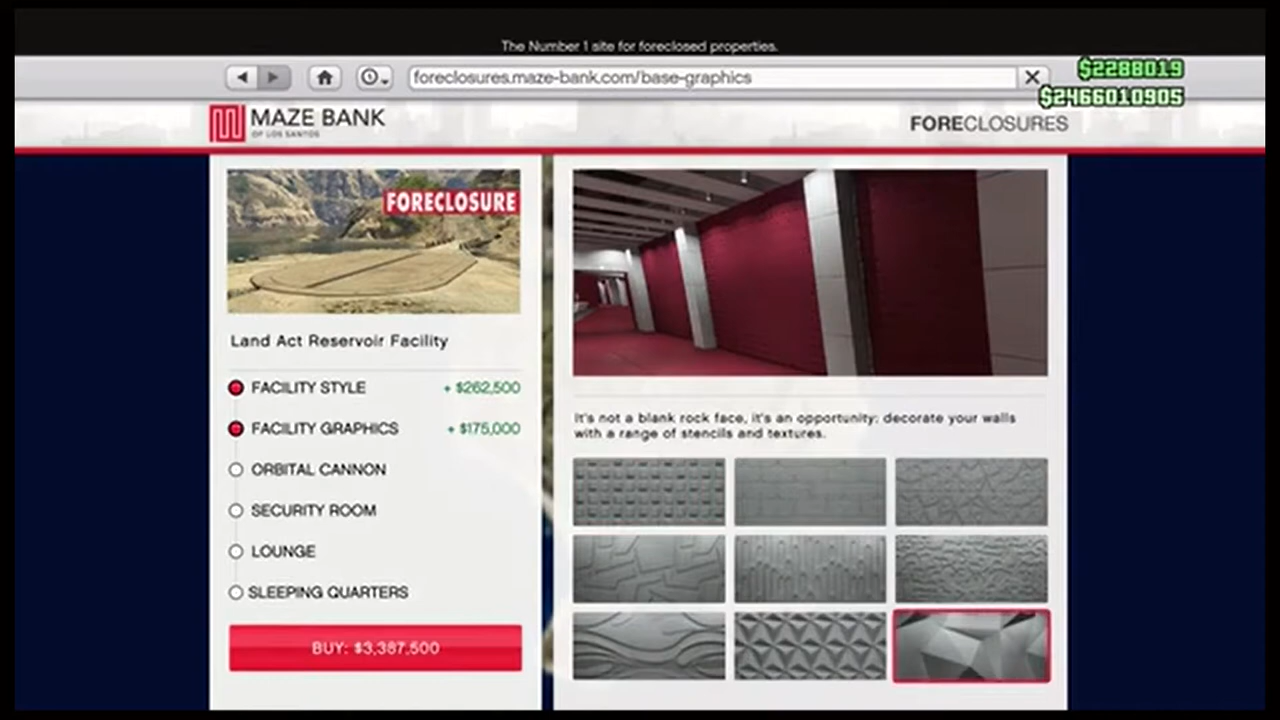 The Number 1 site for foreclosed properties.
foreclosures.maze-bank.com/base-graphics
$2288019
$2466010905
MAZE BANK
OF LOS SANTOS
FORECLOSURES
FORECLOSURE
Land Act Reservoir Facility
FACILITY STYLE + $262,500
FACILITY GRAPHICS + $175,000
ORBITAL CANNON
SECURITY ROOM
LOUNGE
SLEEPING QUARTERS
BUY: $3,387,500
It's not a blank rock face, it's an opportunity: decorate your walls
with a range of stencils and textures.